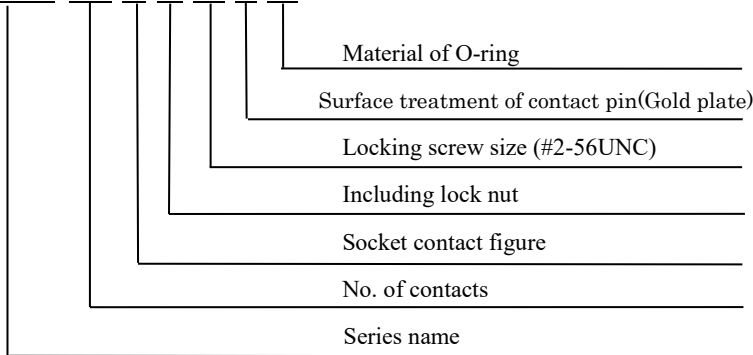 Material of O-ring
Surface treatment of contact pin(Gold plate)
Locking screw size (#2-56UNC)
Including lock nut
Socket contact figure
No. of contacts
Series name